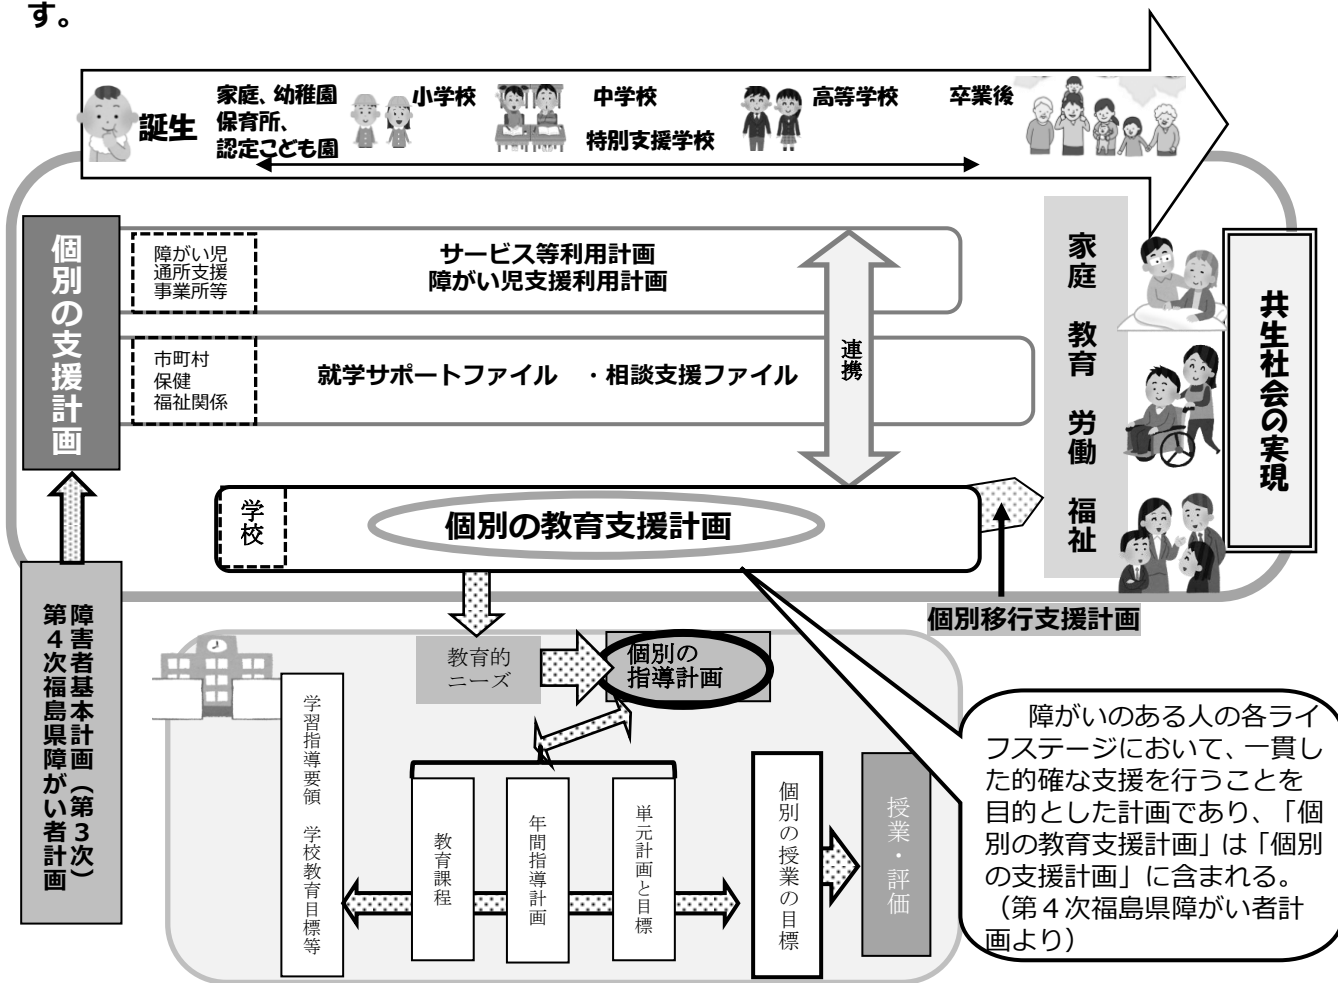 す。
誕生
家庭、幼稚園
保育所、
認定こども園
小学校
中学校
特別支援学校
高等学校
卒業後
個別の支援計画
障がい児
通所支援
事業所等
サービス等利用計画
障がい児支援利用計画
市町村
保健
福祉関係
就学サポートファイル ・相談支援ファイル
連携
学校
個別の教育支援計画
家庭 教育 労働 福祉
共生社会の実現
個別移行支援計画
障害者基本計画(第3次)
第4次福島県障がい者計画
教育的
ニーズ
個別の
指導計画
学習指導要領 学校教育目標等
教育課程
年間指導計画
単元計画と目標
個別の授業の目標
授業・評価
障がいのある人の各ライ
フステージにおいて、一貫し
た的確な支援を行うことを
目的とした計画であり、「個
別の教育支援計画」は「個別
の支援計画」に含まれる。
(第4次福島県障がい者計
画より)